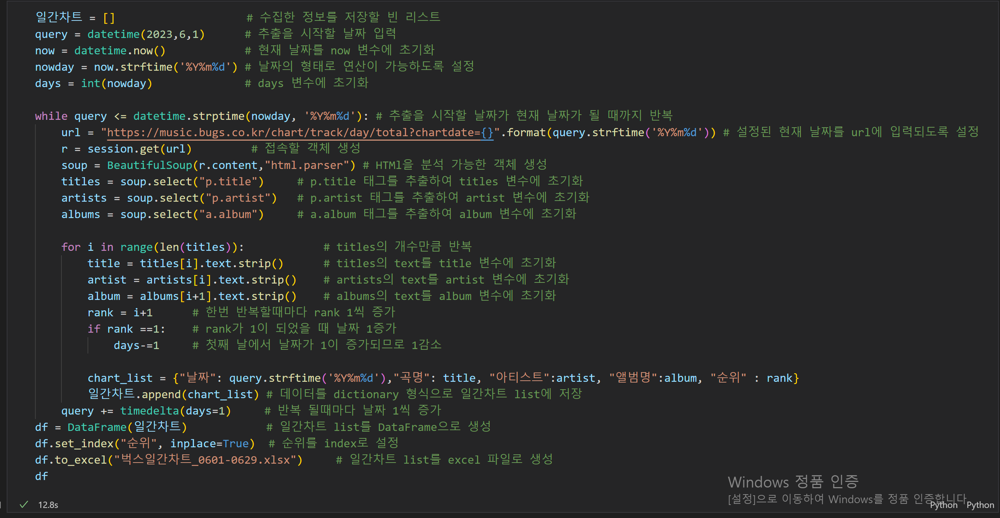 일간차트 = []                    # 수집한 정보를 저장할 빈 리스트
query = datetime(2023,6,1)      # 추출을 시작할 날짜 입력
now = datetime.now()            # 현재 날짜를 now 변수에 초기화
nowday = now.strftime('%Y%m%d') # 날짜의 형태로 연산이 가능하도록 설정
days = int(nowday)              # days 변수에 초기화
while query <= datetime.strptime(nowday, '%Y%m%d'): # 추출을 시작할 날짜가 현재 날짜가 될 때까지 반복
    url = "https://music.bugs.co.kr/chart/track/day/total?chartdate={}".format(query.strftime('%Y%m%d')) # 설정된 현재 날짜를 url에 입력되도록 설정
    r = session.get(url)         # 접속할 객체 생성
    soup = BeautifulSoup(r.content,"html.parser") # HTMl을 분석 가능한 객체 생성
    titles = soup.select("p.title")     # p.title 태그를 추출하여 titles 변수에 초기화
    artists = soup.select("p.artist")   # p.artist 태그를 추출하여 artist 변수에 초기화
    albums = soup.select("a.album")     # a.album 태그를 추출하여 album 변수에 초기화
    for i in range(len(titles)):            # titles의 개수만큼 반복
        title = titles[i].text.strip()      # titles의 text를 title 변수에 초기화
        artist = artists[i].text.strip()    # artists의 text를 artist 변수에 초기화
        album = albums[i+1].text.strip()    # albums의 text를 album 변수에 초기화
        rank = i+1      # 한번 반복할때마다 rank 1씩 증가
        if rank ==1:    # rank가 1이 되었을 때 날짜 1증가
            days-=1     # 첫째 날에서 날짜가 1이 증가되므로 1감소
        chart_list = {"날짜": query.strftime('%Y%m%d'),"곡명": title, "아티스트":artist, "앨범명":album, "순위" : rank}
        일간차트.append(chart_list) # 데이터를 dictionary 형식으로 일간차트 list에 저장
    query += timedelta(days=1)     # 반복 될때마다 날짜 1씩 증가
df = DataFrame(일간차트)            # 일간차트 list를 DataFrame으로 생성
df.set_index("순위", inplace=True)  # 순위를 index로 설정
df.to_excel("벅스일간차트_0601-0629.xlsx")     # 일간차트 list를 excel 파일로 생성
df
Windows 정품 인증
[설정]으로 이동하여 Windows를 정품 인증합니다
12.8s
Python Python